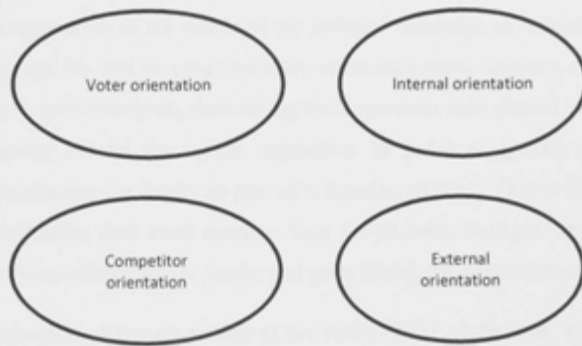 Voter orientation
Internal orientation
Competitor
orientation
External
orientation